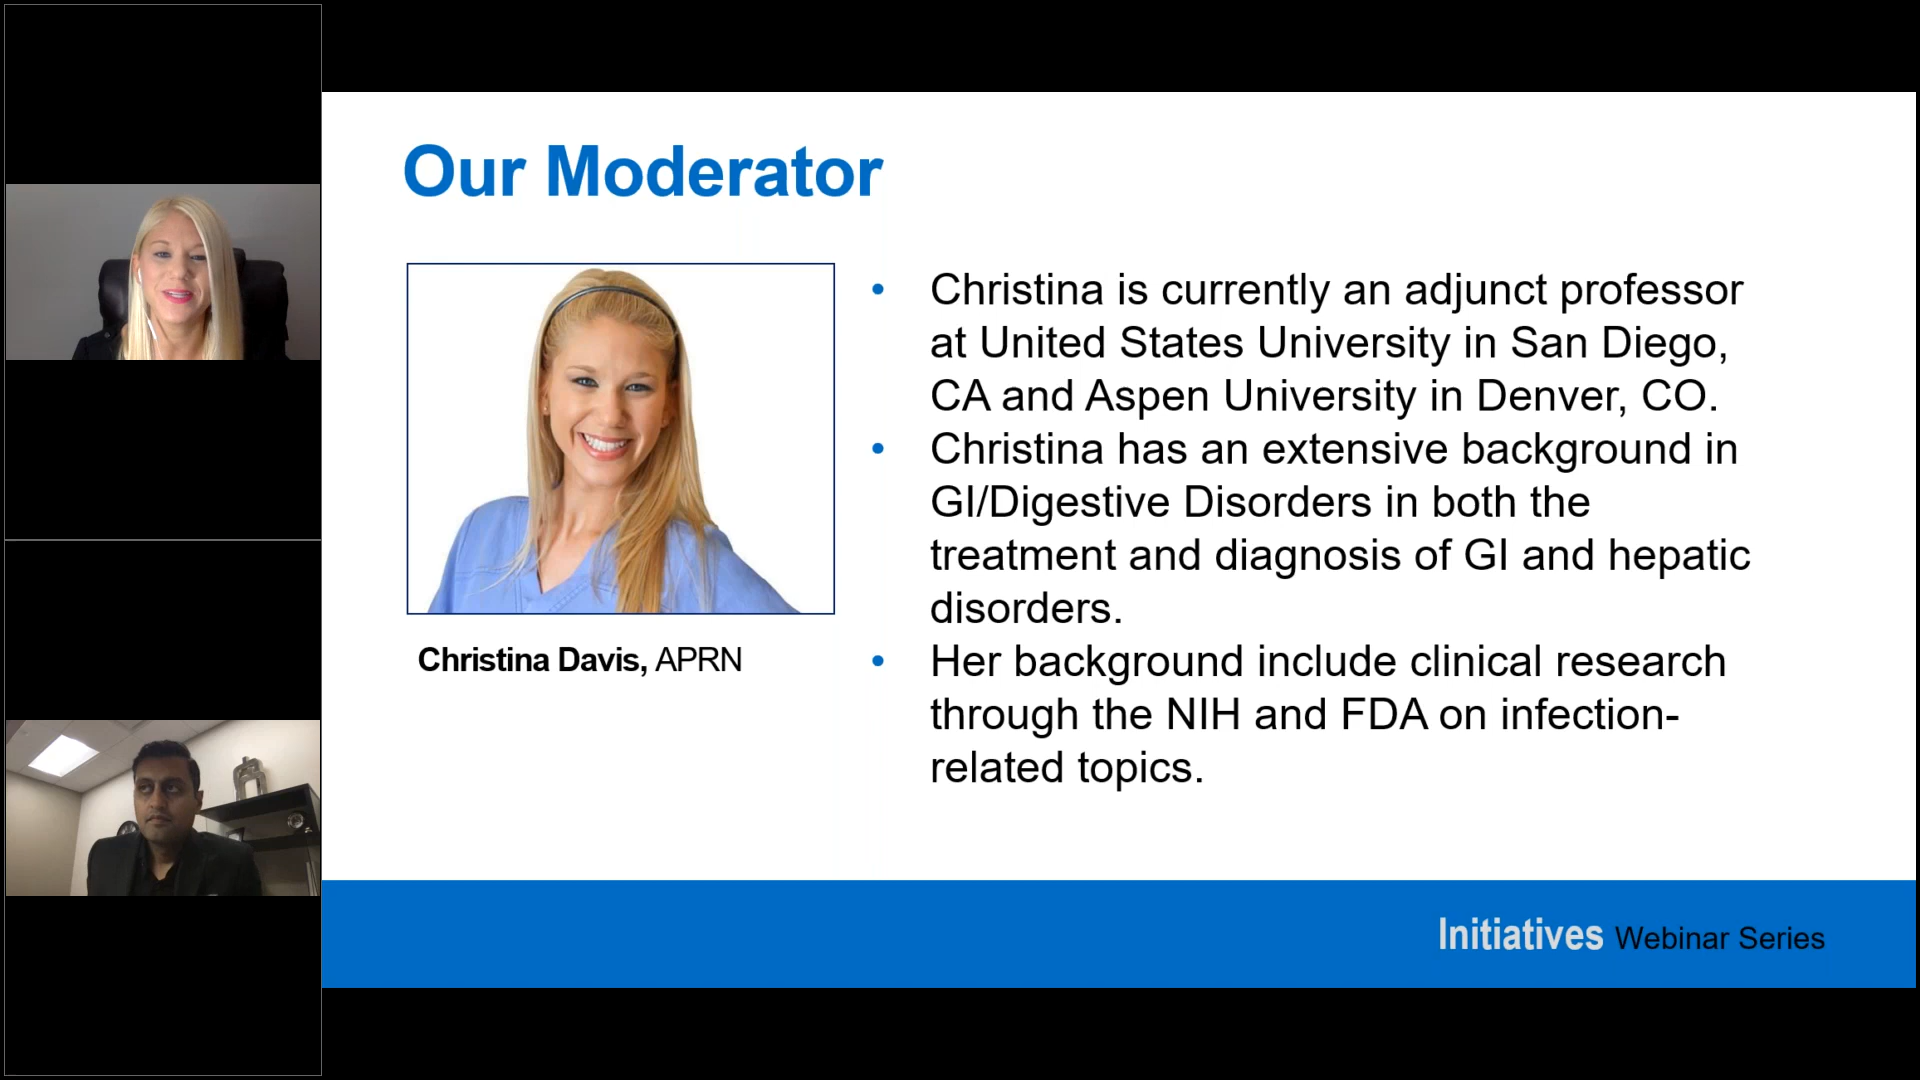 Our Moderator
• Christina is currently an adjunct professor
at United States University in San Diego,
CA and Aspen University in Denver, CO.
• Christina has an extensive background in
GI/Digestive Disorders in both the
treatment and diagnosis of GI and hepatic
disorders.
• Her background include clinical research
through the NIH and FDA on infection-
related topics.
Christina Davis, APRN
Initiatives Webinar Series